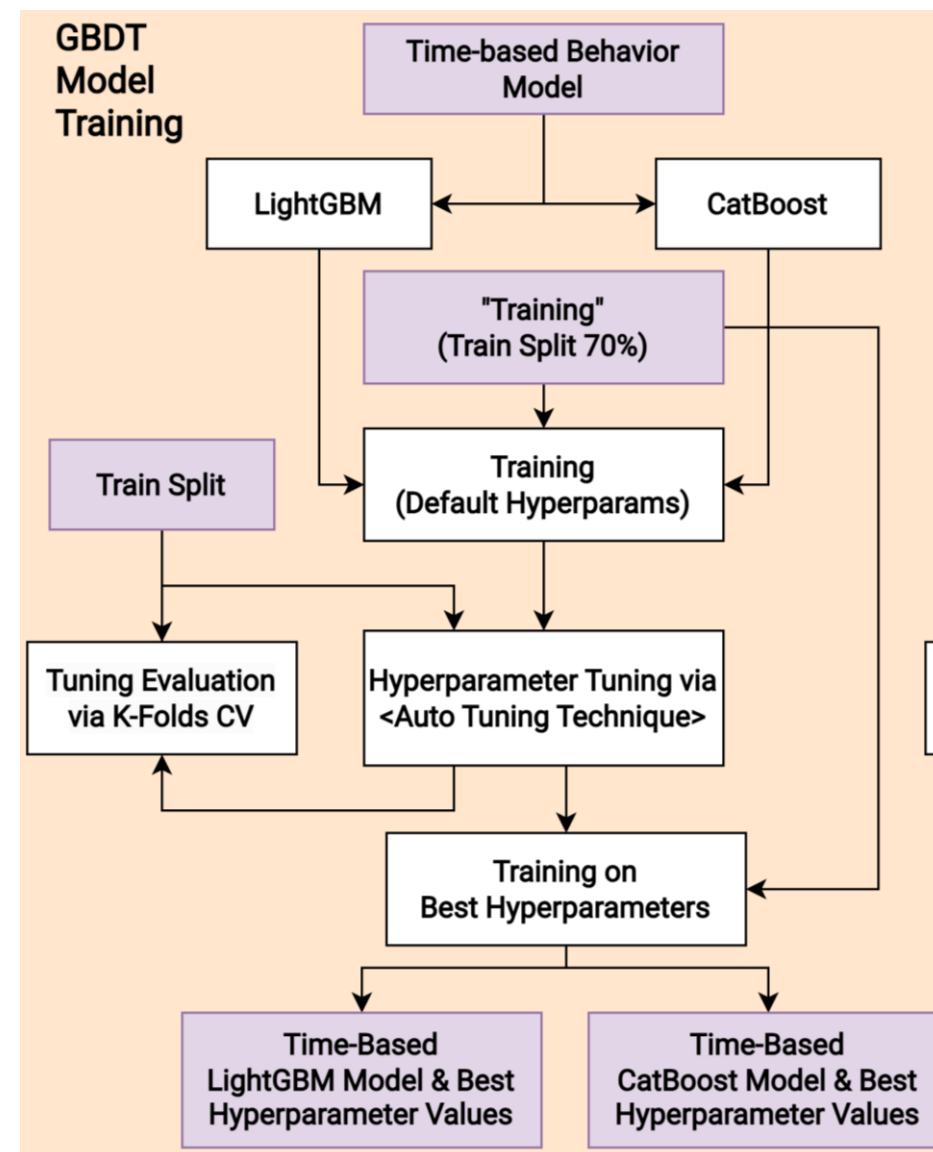 GBDT
Model
Training
Time-based Behavior
Model
LightGBM
CatBoost
"Training"
(Train Split 70%)
Training
(Default Hyperparams)
Train Split
Tuning Evaluation
via K-Folds CV
Hyperparameter Tuning via
<Auto Tuning Technique>
Training on
Best Hyperparameters
Time-Based
LightGBM Model & Best
Hyperparameter Values
Time-Based
CatBoost Model & Best
Hyperparameter Values